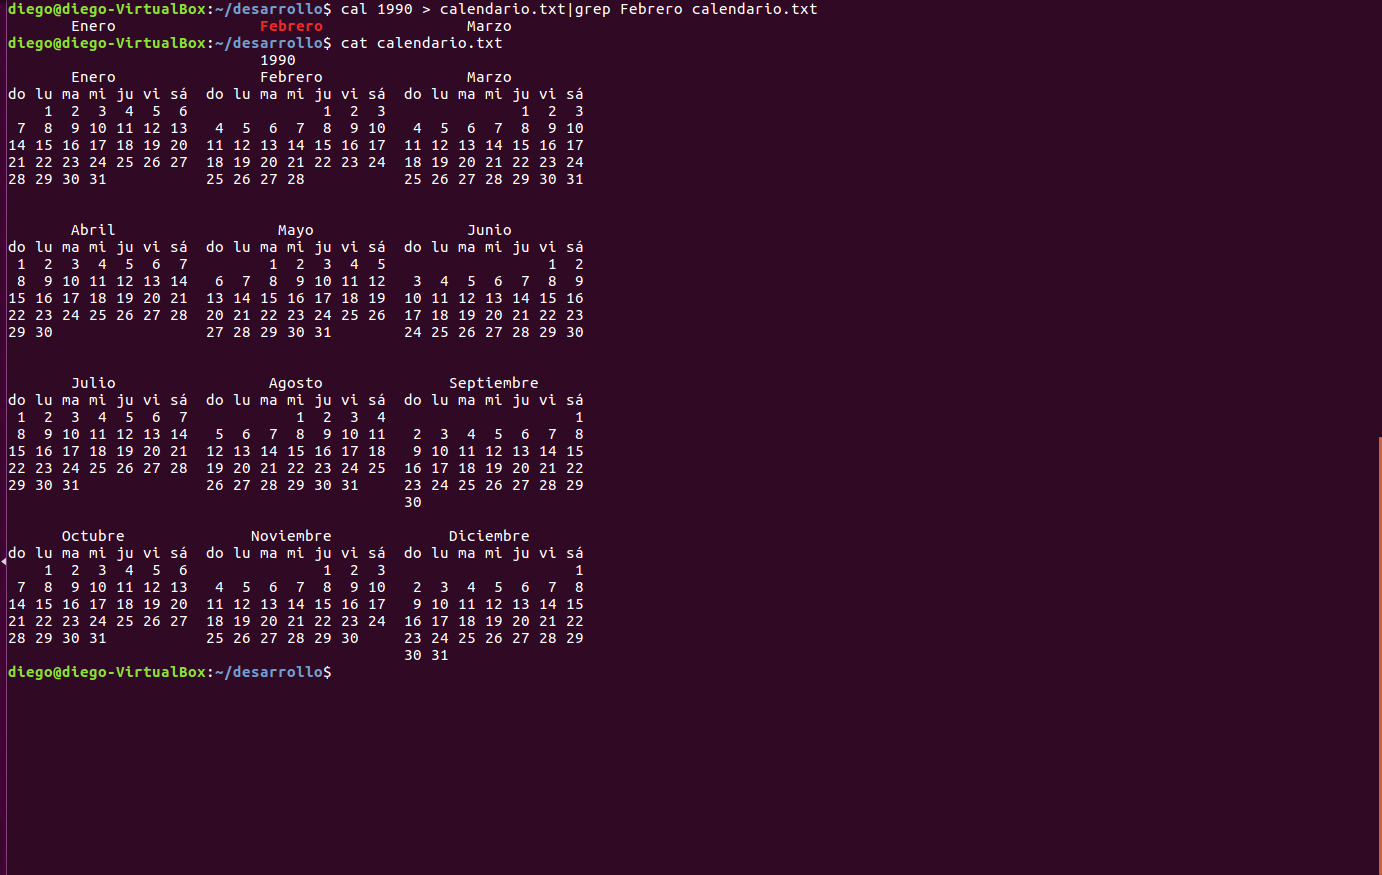 diego@diego-VirtualBox:~/desarrollo$ cal 1990 > calendario.txt|grep Febrero calendario.txt
       Enero                Febrero                Marzo
diego@diego-VirtualBox:~/desarrollo$ cat calendario.txt
                            1990
       Enero                Febrero                Marzo
do lu ma mi ju vi sá  do lu ma mi ju vi sá  do lu ma mi ju vi sá
    1  2  3  4  5  6               1  2  3               1  2  3
 7  8  9 10 11 12 13   4  5  6  7  8  9 10   4  5  6  7  8  9 10
14 15 16 17 18 19 20  11 12 13 14 15 16 17  11 12 13 14 15 16 17
21 22 23 24 25 26 27  18 19 20 21 22 23 24  18 19 20 21 22 23 24
28 29 30 31           25 26 27 28           25 26 27 28 29 30 31
       Abril                  Mayo                 Junio
do lu ma mi ju vi sá  do lu ma mi ju vi sá  do lu ma mi ju vi sá
 1  2  3  4  5  6  7         1  2  3  4  5                  1  2
 8  9 10 11 12 13 14   6  7  8  9 10 11 12   3  4  5  6  7  8  9
15 16 17 18 19 20 21  13 14 15 16 17 18 19  10 11 12 13 14 15 16
22 23 24 25 26 27 28  20 21 22 23 24 25 26  17 18 19 20 21 22 23
29 30                 27 28 29 30 31        24 25 26 27 28 29 30
       Julio                 Agosto              Septiembre
do lu ma mi ju vi sá  do lu ma mi ju vi sá  do lu ma mi ju vi sá
 1  2  3  4  5  6  7            1  2  3  4                     1
 8  9 10 11 12 13 14   5  6  7  8  9 10 11   2  3  4  5  6  7  8
15 16 17 18 19 20 21  12 13 14 15 16 17 18   9 10 11 12 13 14 15
22 23 24 25 26 27 28  19 20 21 22 23 24 25  16 17 18 19 20 21 22
29 30 31              26 27 28 29 30 31     23 24 25 26 27 28 29
                                            30
      Octubre              Noviembre             Diciembre
do lu ma mi ju vi sá  do lu ma mi ju vi sá  do lu ma mi ju vi sá
    1  2  3  4  5  6               1  2  3                     1
 7  8  9 10 11 12 13   4  5  6  7  8  9 10   2  3  4  5  6  7  8
14 15 16 17 18 19 20  11 12 13 14 15 16 17   9 10 11 12 13 14 15
21 22 23 24 25 26 27  18 19 20 21 22 23 24  16 17 18 19 20 21 22
28 29 30 31           25 26 27 28 29 30     23 24 25 26 27 28 29
                                            30 31
diego@diego-VirtualBox:~/desarrollo$